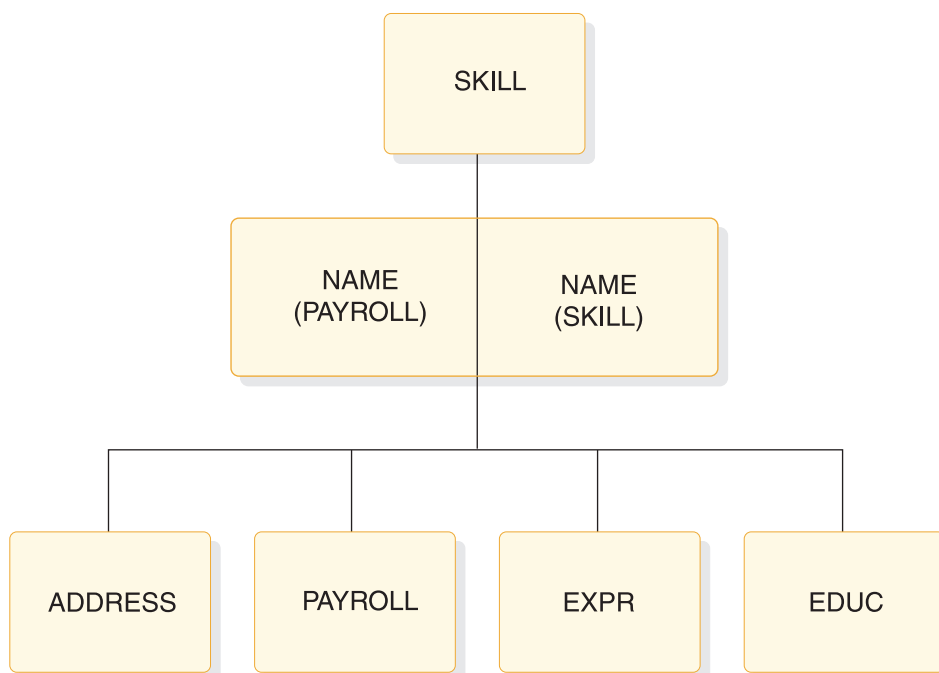 SKILL
NAME
(PAYROLL)
NAME
(SKILL)
ADDRESS
PAYROLL
EXPR
EDUC